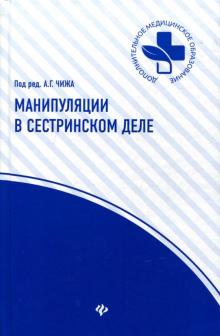 ДОПОЛНИТЕЛЬНОЕ МЕДИЦИНСКОЕ ОБРАЗОВАНИЕ
Под ред. А.Г. ЧИЖА
МАНИПУЛЯЦИИ
В СЕСТРИНСКОМ ДЕЛЕ